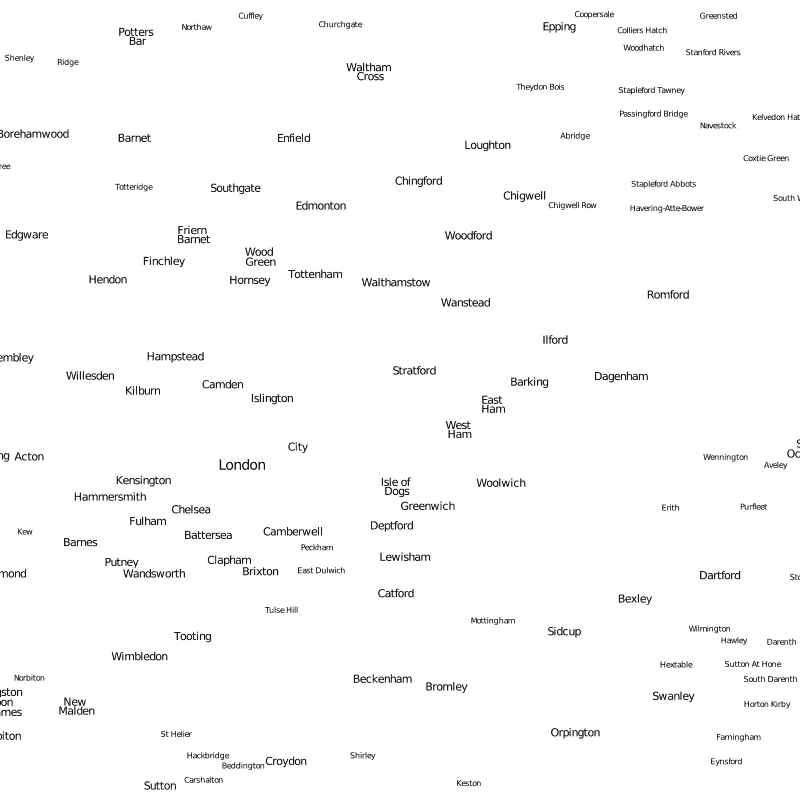 Cuffley
Coopersale
Greensted
Northaw
Churchgate
Epping
Colliers Hatch
Potters
Bar
Woodhatch
Stanford Rivers
Shenley
Ridge
Waltham
Cross
Theydon Bois
Stapleford Tawney
Passingford Bridge
Kelvedon Hat
Navestock
Borehamwood
Barnet
Enfield
Abridge
Loughton
Coxtie Green
ree
Totteridge
Southgate
Chingford
Stapleford Abbots
Chigwell
South W
Edmonton
Chigwell Row
Havering-Atte-Bower
Edgware
Friern
Barnet
Woodford
Wood
Green
Finchley
Hendon
Hornsey
Tottenham
Walthamstow
Wanstead
Romford
Ilford
embley
Hampstead
Willesden
Kilburn
Camden
Islington
Stratford
Barking
Dagenham
East
Ham
West
Ham
City
S
Oc
ng
Acton
London
Wennington
Aveley
Kensington
Isle of
Dogs
Woolwich
Hammersmith
Chelsea
Greenwich
Erith
Purfleet
Fulham
Deptford
Kew
Barnes
Battersea
Camberwell
Peckham
Putney
Clapham
Lewisham
mond
Wandsworth
Brixton
East Dulwich
Dartford
Sto
Catford
Bexley
Tulse Hill
Mottingham
Sidcup
Wilmington
Tooting
Hawley
Darenth
Wimbledon
Hextable
Sutton At Hone
Norbiton
Beckenham
South Darenth
gston
pon
ames
Bromley
Swanley
New
Malden
Horton Kirby
biton
St Helier
Orpington
Farningham
Hackbridge
Beddington
Croydon
Shirley
Eynsford
Sutton
Carshalton
Keston